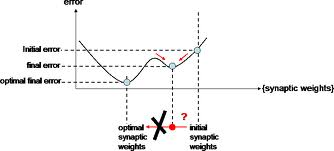 error
Initial error
final error
optimal final error
{synaptic weights}
?
optimal
synaptic
weights
initial
synaptic
weights